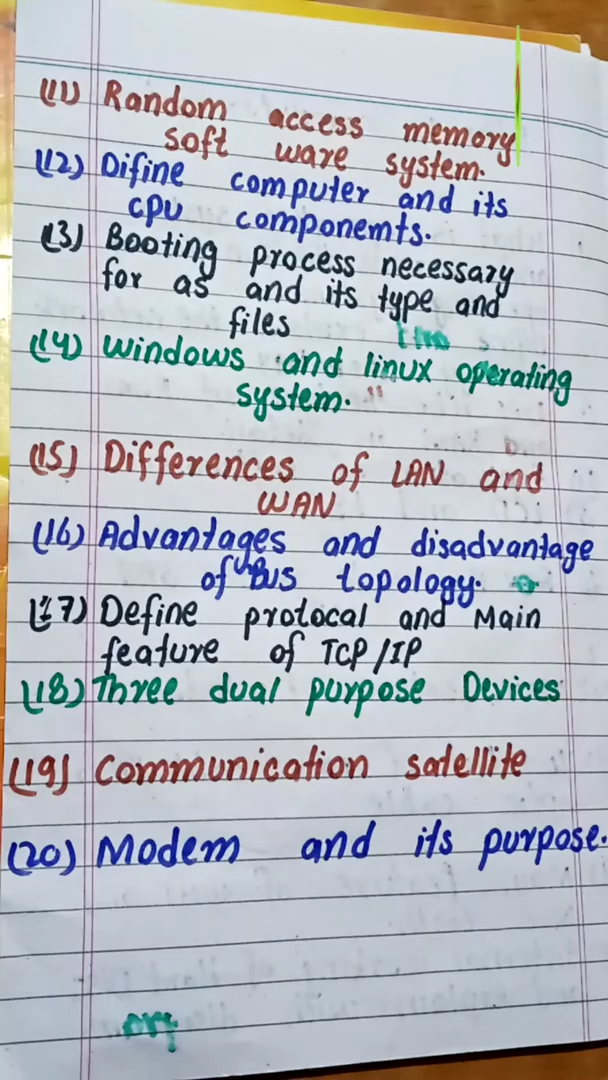 (11) Random access memory
soft ware system.
(12) Difine computer and its
cpu componemts.
(13) Booting process necessary
for as and its type and
files
(14) windows and linux operating
system.
(15) Differences of LAN and
WAN
(16) Advantages and disadvantage
of Bus topology.
(17) Define protocal and Main
feature of TCP/IP
(18) Three dual purpose Devices
(19) Communication satellite
(20) Modem and its purpose.